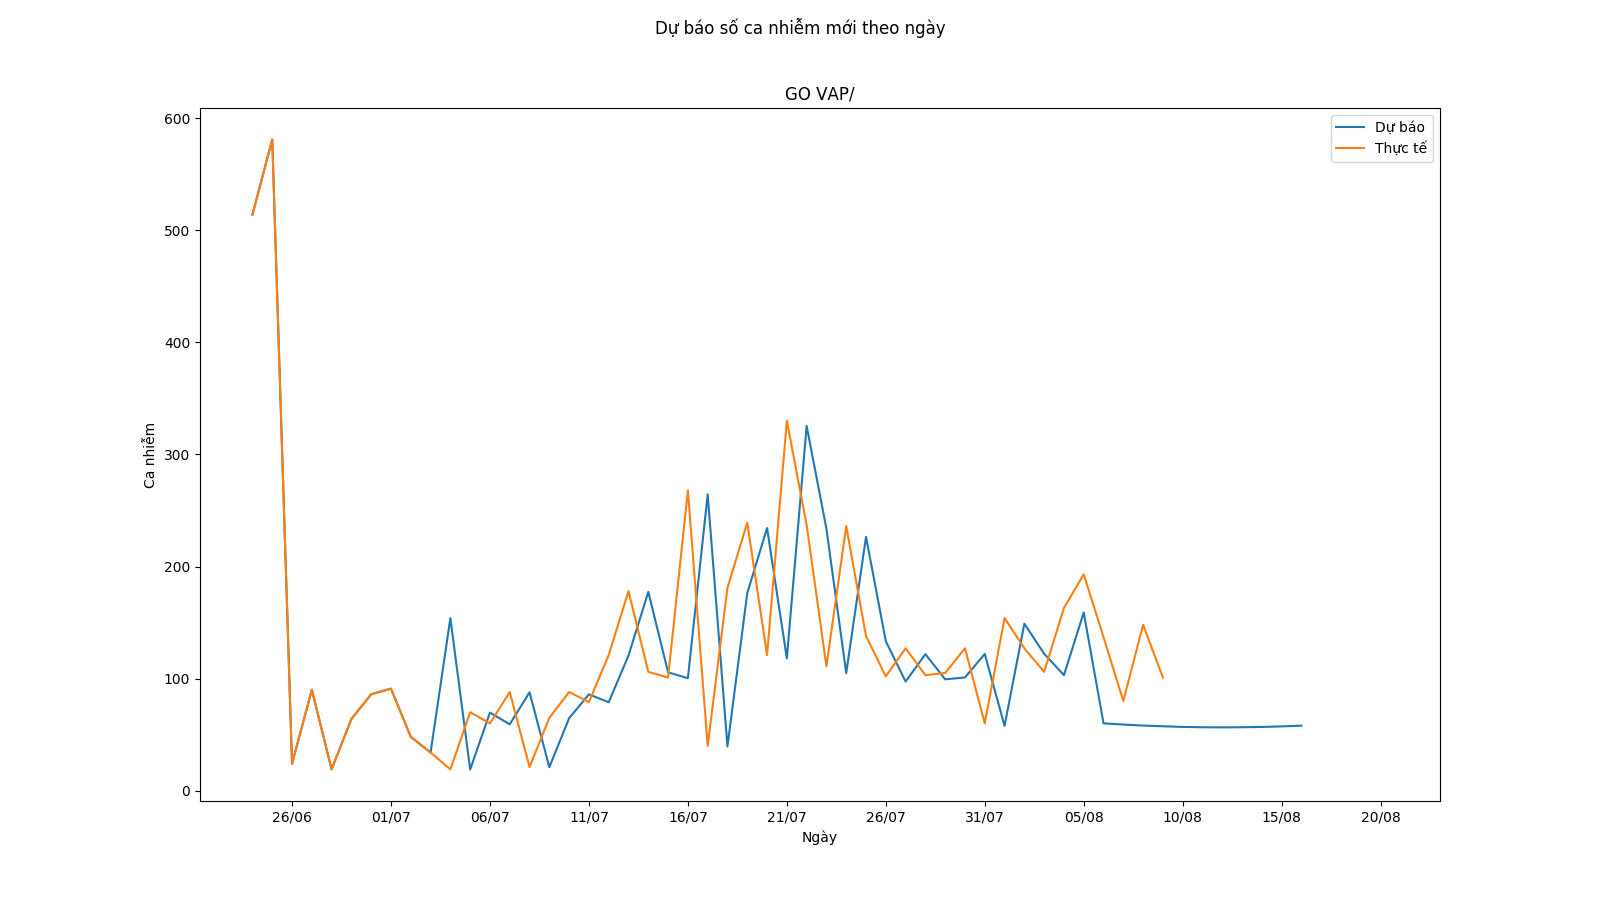 Dự báo số ca nhiễm mới theo ngày
GO VAP/
Dự báo
Thực tế
600
500
400
300
200
100
0
Ca nhiễm
26/06 01/07 06/07 11/07 16/07 21/07 26/07 31/07 05/08 10/08 15/08 20/08
Ngày